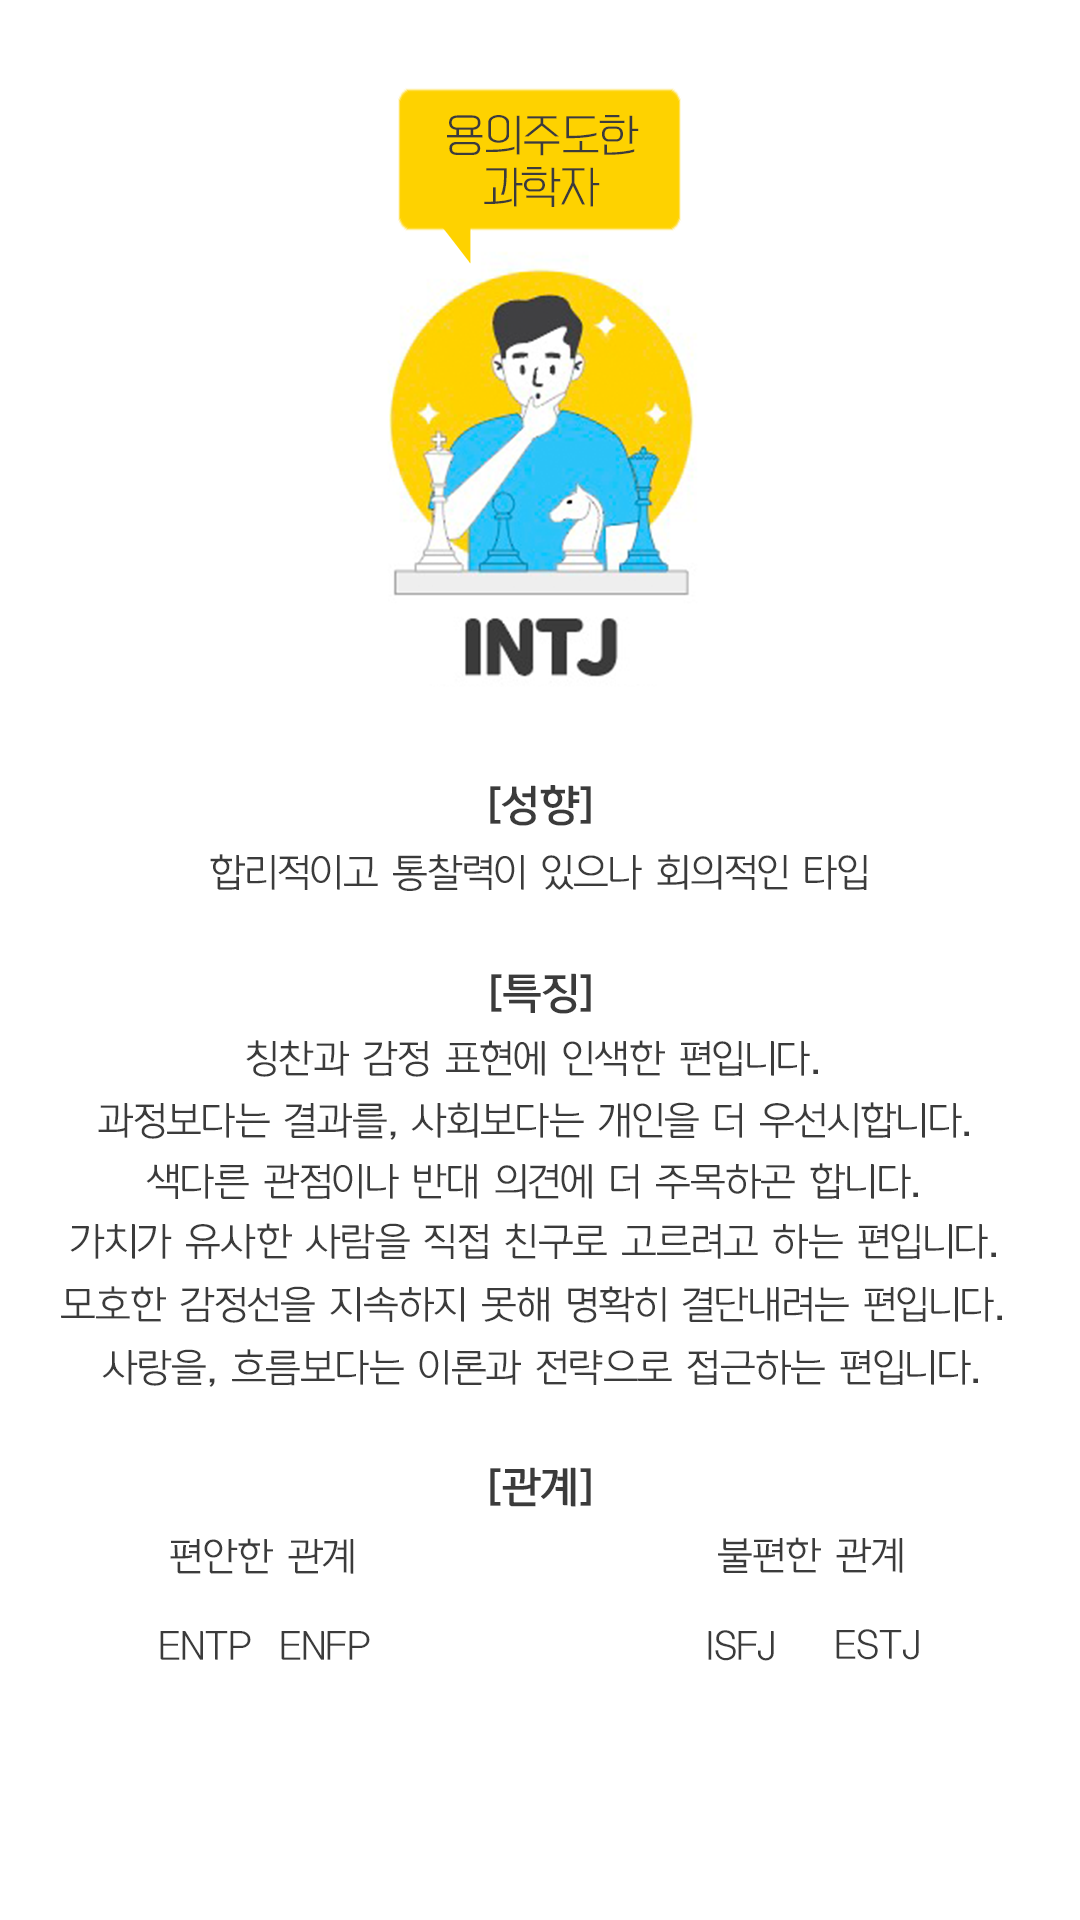 용의주도한
과학자
INTJ
[성향]
합리적이고 통찰력이 있으나 회의적인 타입
[특징]
칭찬과 감정 표현에 인색한 편입니다.
과정보다는 결과를, 사회보다는 개인을 더 우선시합니다.
색다른 관점이나 반대 의견에 더 주목하곤 합니다.
가치가 유사한 사람을 직접 친구로 고르려고 하는 편입니다.
모호한 감정선을 지속하지 못해 명확히 결단내려는 편입니다.
사랑을, 흐름보다는 이론과 전략으로 접근하는 편입니다.
[관계]
편안한 관계 불편한 관계
ENTP ENFP ISFJ ESTJ